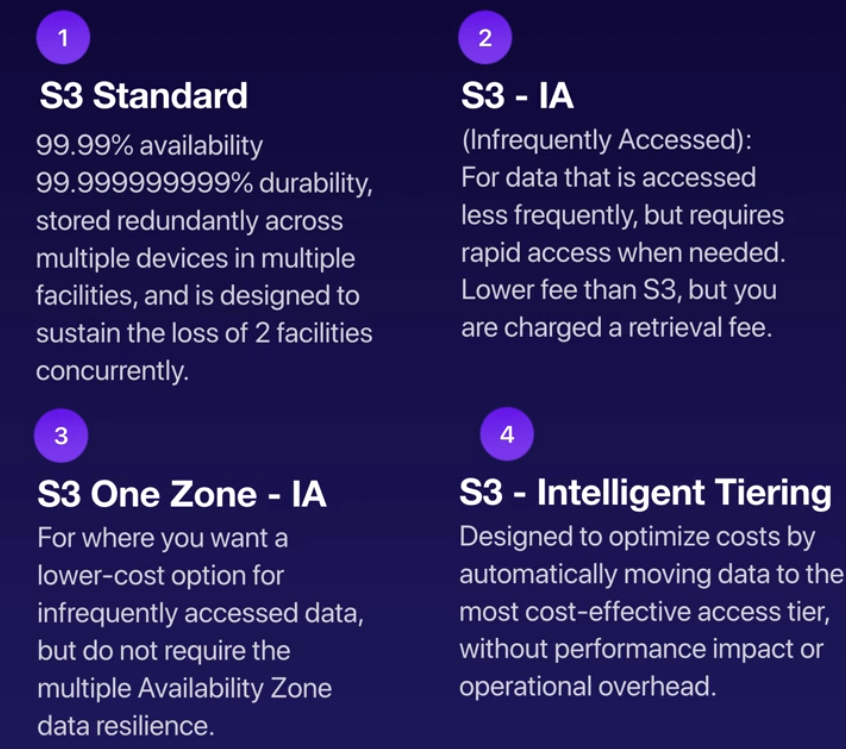 1
S3 Standard
99.99% availability
99.999999999% durability,
stored redundantly across
multiple devices in multiple
facilities, and is designed to
sustain the loss of 2 facilities
concurrently.
2
S3 - IA
(Infrequently Accessed):
For data that is accessed
less frequently, but requires
rapid access when needed.
Lower fee than S3, but you
are charged a retrieval fee.
3
S3 One Zone - IA
For where you want a
lower-cost option for
infrequently accessed data,
but do not require the
multiple Availability Zone
data resilience.
4
S3 - Intelligent Tiering
Designed to optimize costs by
automatically moving data to the
most cost-effective access tier,
without performance impact or
operational overhead.